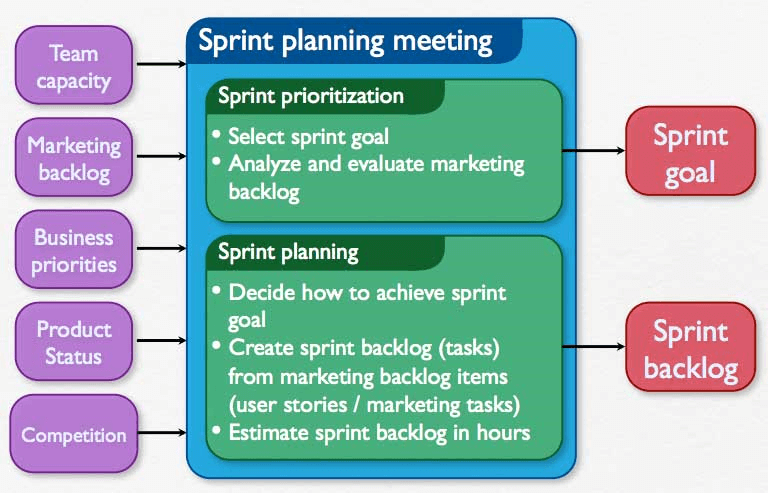 Team
capacity
Marketing
backlog
Business
priorities
Product
Status
Competition
Sprint planning meeting
Sprint prioritization
• Select sprint goal
• Analyze and evaluate marketing
backlog
Sprint planning
• Decide how to achieve sprint
goal
• Create sprint backlog (tasks)
from marketing backlog items
(user stories / marketing tasks)
• Estimate sprint backlog in hours
Sprint
goal
Sprint
backlog